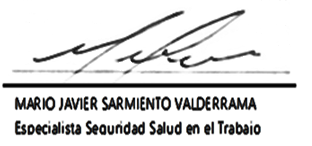 MARIO JAVIER SARMIENTO VALDERRAMA
Especialista Seguridad Salud en el Trabajo